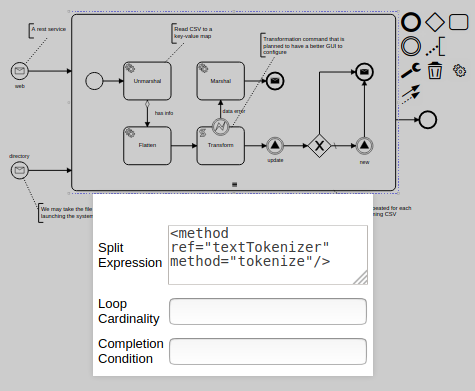 A rest service
Read CSV to a
key-value map
Transformation command that is
planned to have a better GUI to
configure
web
Unmarshal
Marshal
has info
data error
Flatten
Transform
update
new
directory
We may take the file
launching the system
peated for each
ning CSV
Split
Expression
<method
ref="textTokenizer"
method="tokenize"/>
Loop
Cardinality
Completion
Condition